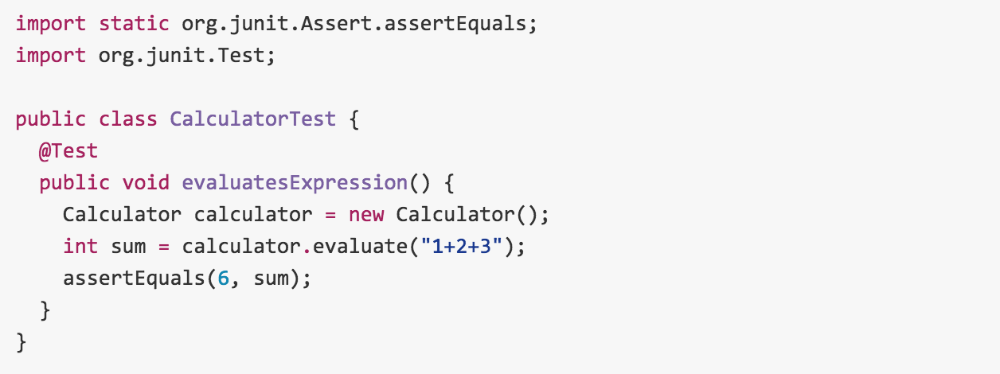 import static org.junit.Assert.assertEquals;
import org.junit.Test;

public class CalculatorTest {
  @Test
  public void evaluatesExpression() {
    Calculator calculator = new Calculator();
    int sum = calculator.evaluate("1+2+3");
    assertEquals(6, sum);
  }
}